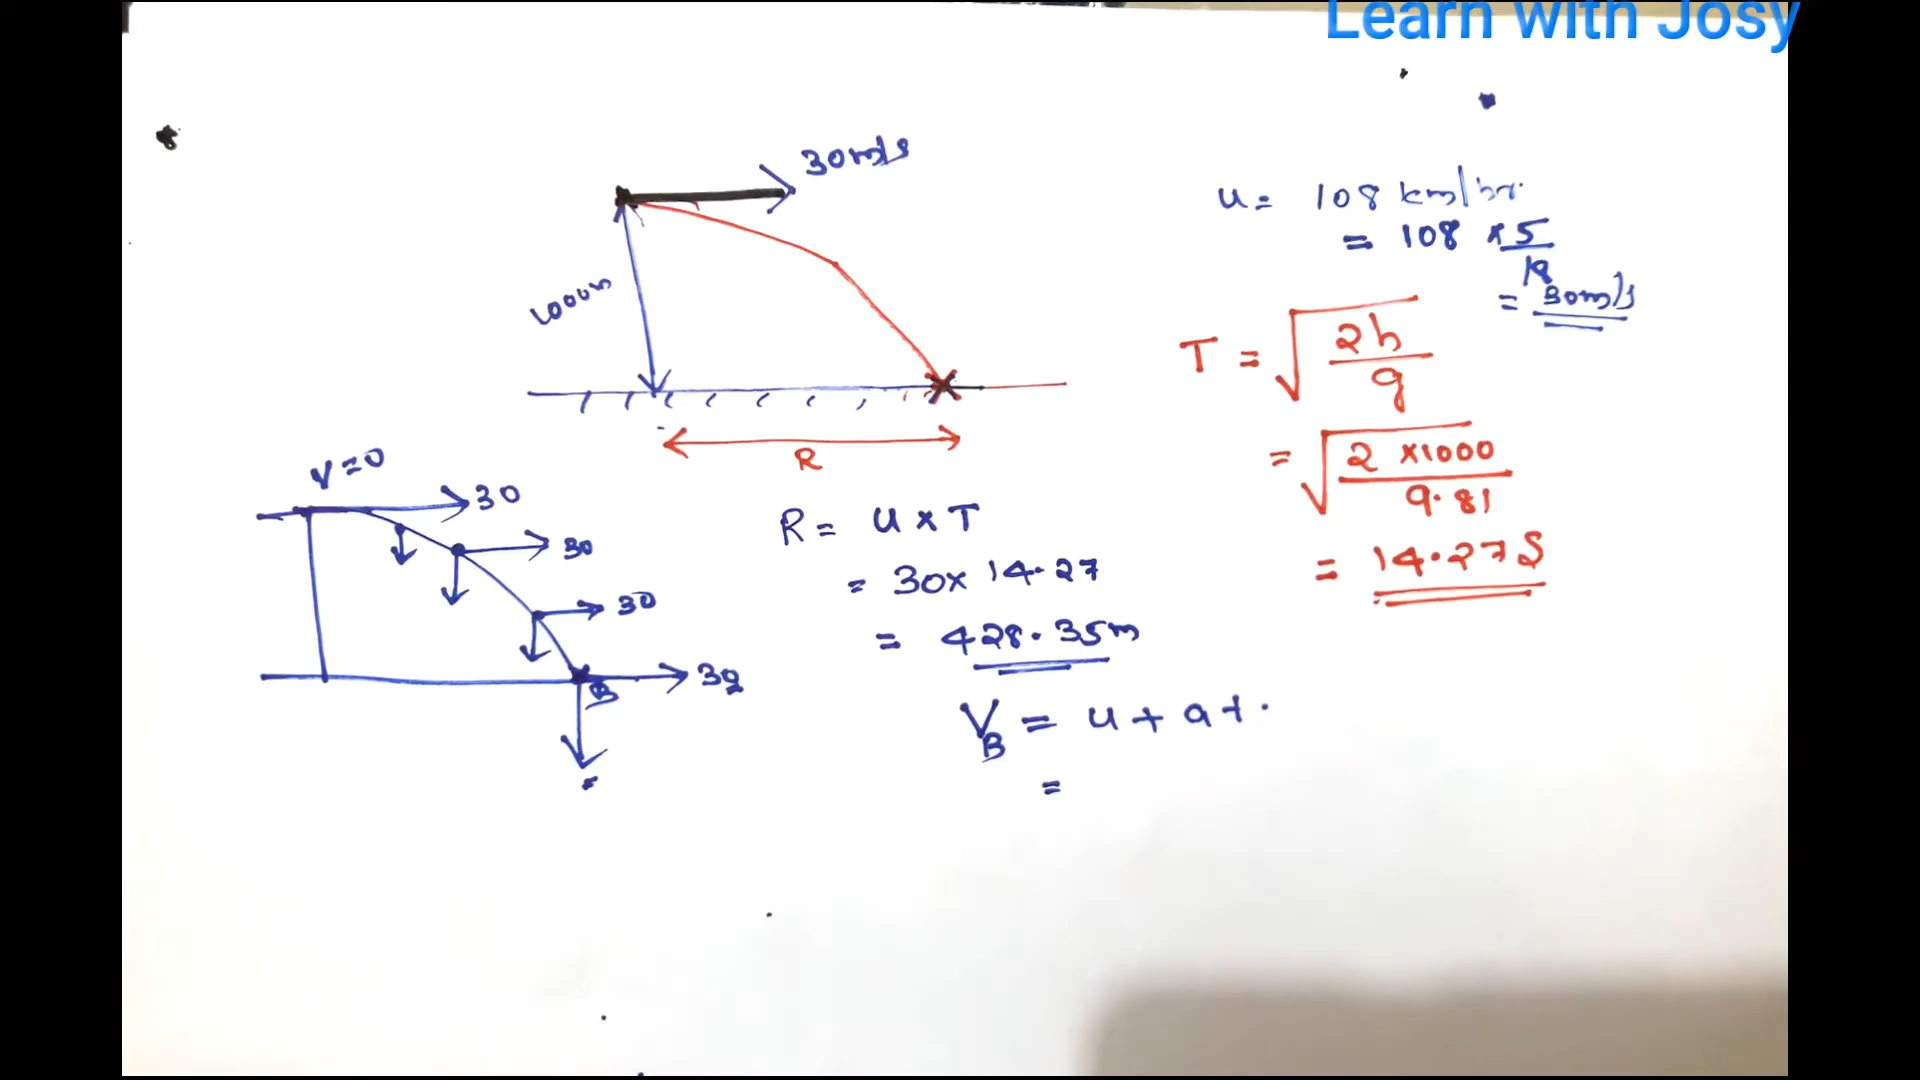 Learn with Josy
30m/s
1000m
R
u = 108 km/hr.
= 108 × 5/18
= 30m/s
T = √(2h/g)
= √(2 ×1000/9.81)
= 14.27 S
V=0
30
30
30
30
B
R = u × T
= 30× 14.27
= 428.35m
V_B = u + at.
=